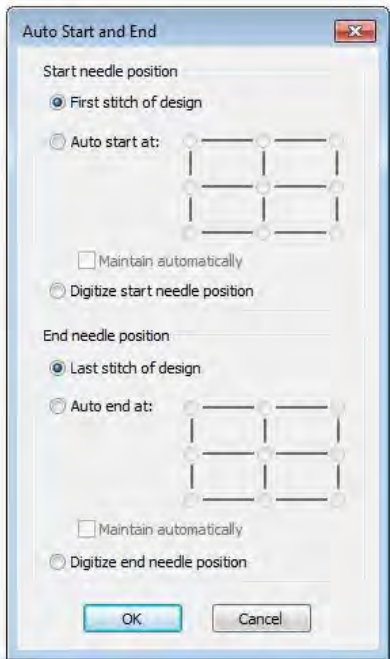 Auto Start and End
Start needle position
First stitch of design
Auto start at:
Maintain automatically
Digitize start needle position
End needle position
Last stitch of design
Auto end at:
Maintain automatically
Digitize end needle position
OK Cancel